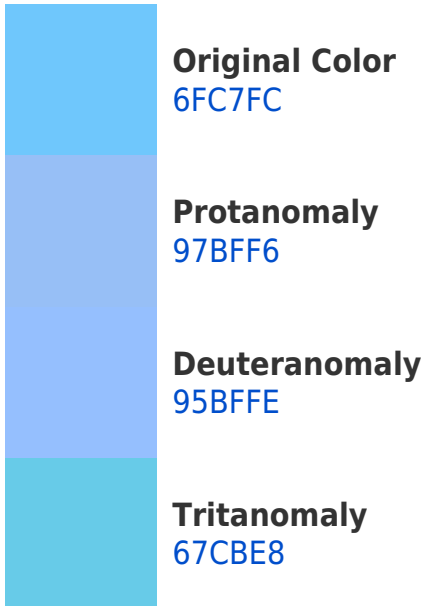 Original Color
6FC7FC
Protanomaly
97BFF6
Deuteranomaly
95BFFE
Tritanomaly
67CBE8